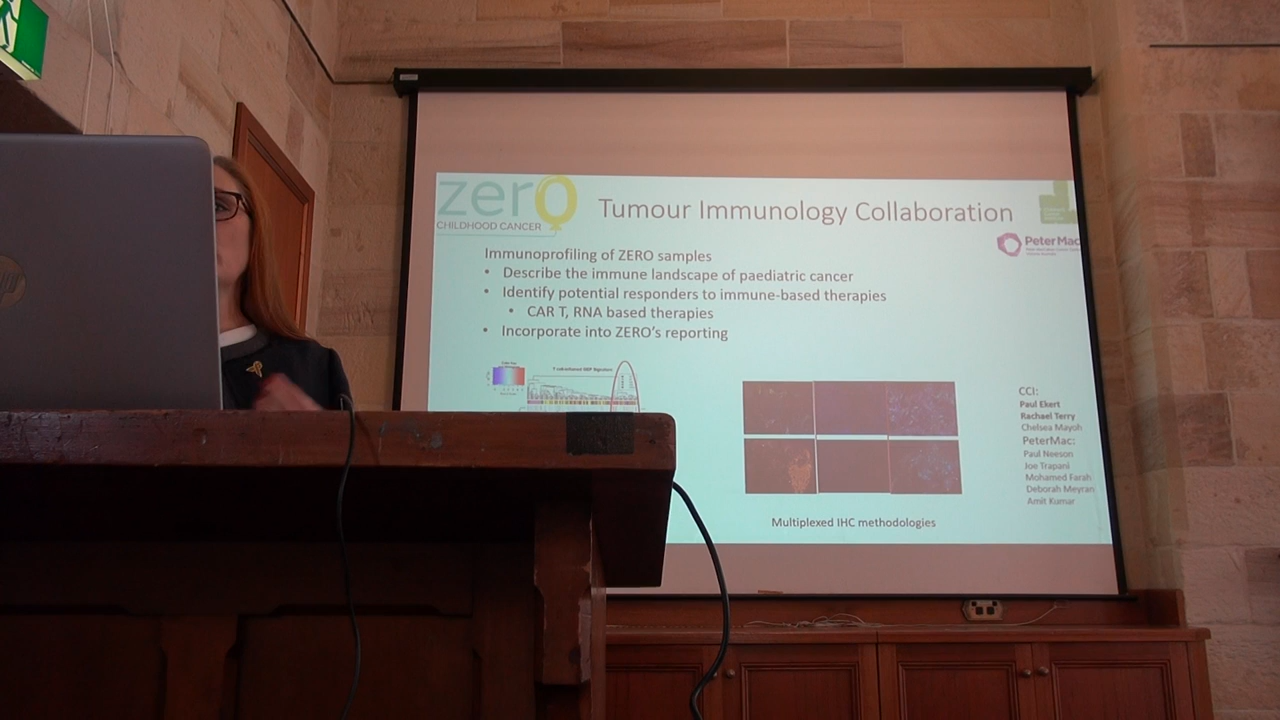 zero
CHILDHOOD CANCER
Tumour Immunology Collaboration
PeterMac
Immunoprofiling of ZERO samples
• Describe the immune landscape of paediatric cancer
• Identify potential responders to immune-based therapies
• CAR T, RNA based therapies
• Incorporate into ZERO's reporting
CCI:
Paul Ekert
Rachael Terry
Chelsea Mayoh
PeterMac:
Paul Neeson
Joe Trapani
Mohamed Farah
Deborah Meyran
Amit Kumar
Multiplexed IHC methodologies
hp